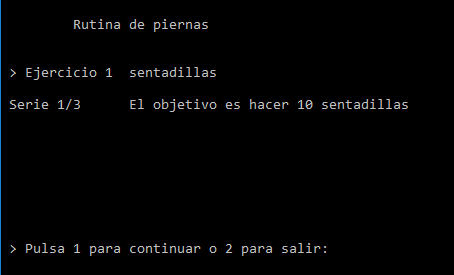 Rutina de piernas
> Ejercicio 1 sentadillas
Serie 1/3 El objetivo es hacer 10 sentadillas
> Pulsa 1 para continuar o 2 para salir: